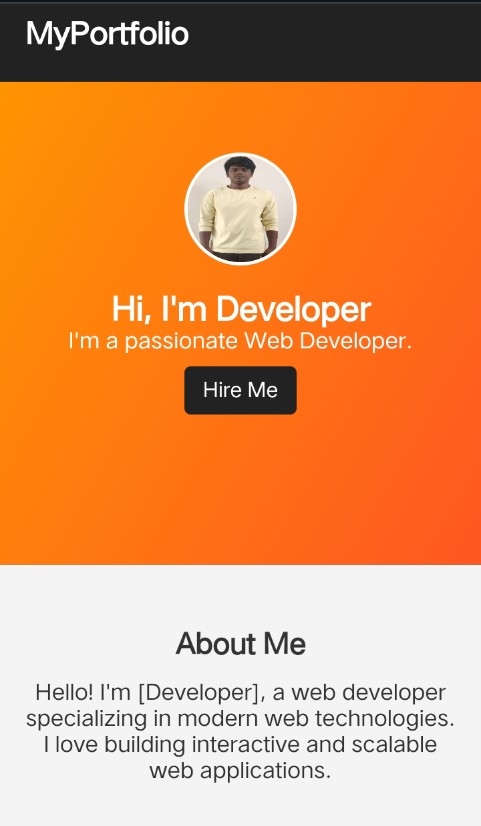 MyPortfolio
Hi, I'm Developer
I'm a passionate Web Developer.
Hire Me
About Me
Hello! I'm [Developer], a web developer
specializing in modern web technologies.
I love building interactive and scalable
web applications.